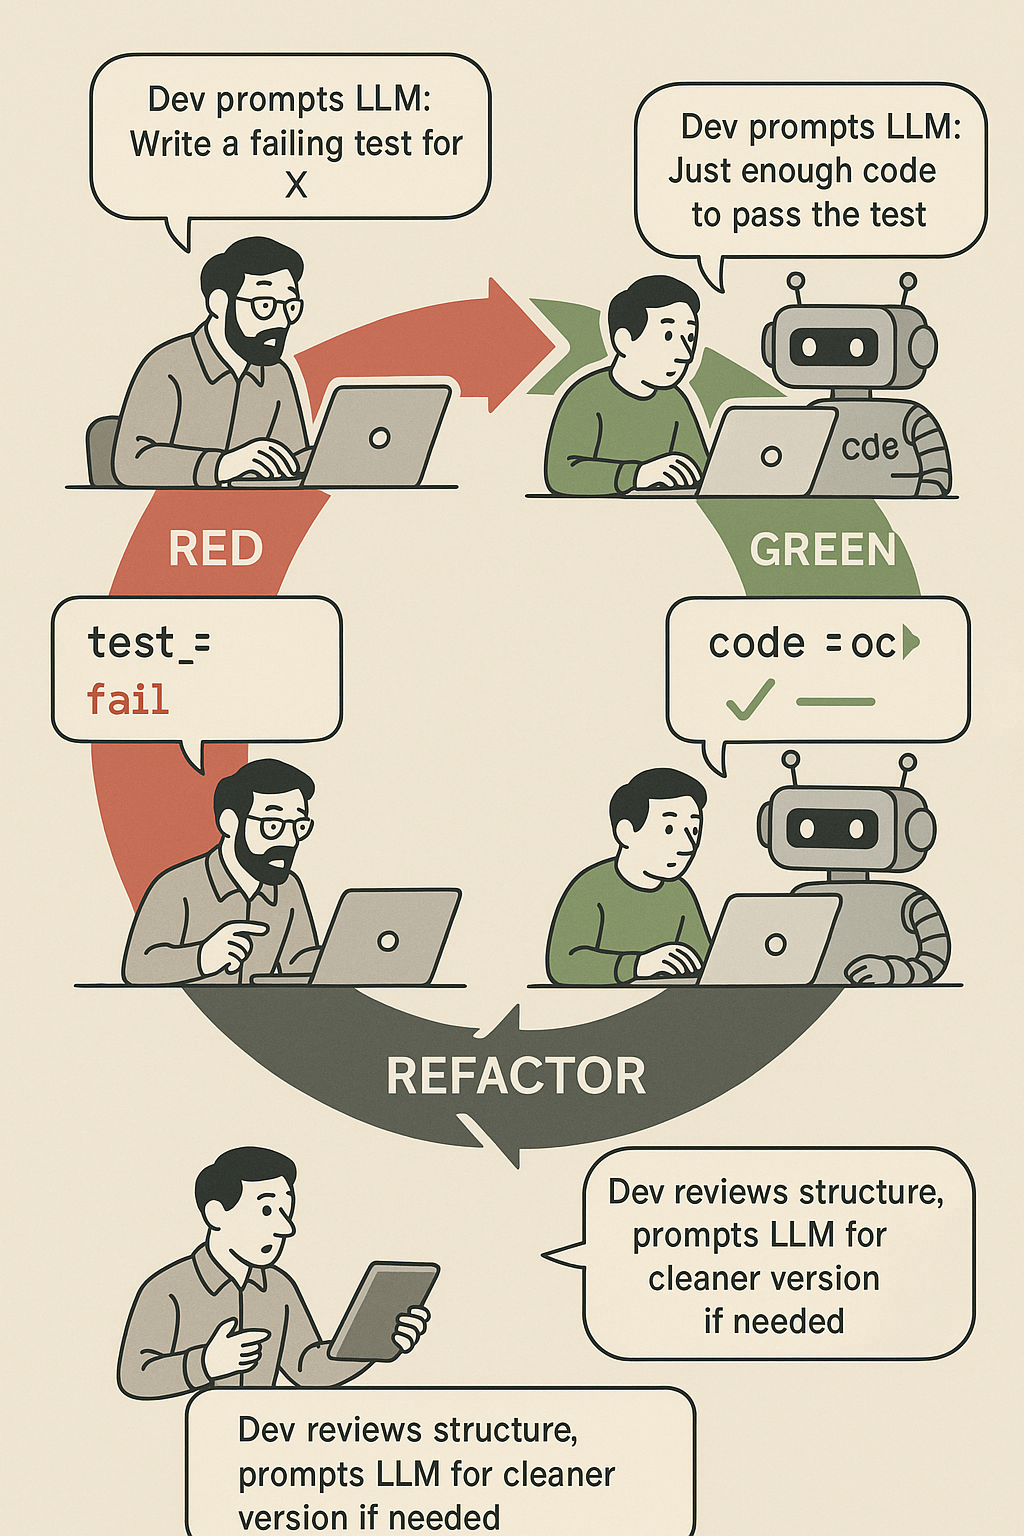 Dev prompts LLM:
Write a failing test for
X
Dev prompts LLM:
Just enough code
to pass the test
cde
RED
GREEN
test_=
fail
code =oc
REFACTOR
Dev reviews structure,
prompts LLM for
cleaner version
if needed
Dev reviews structure,
prompts LLM for cleaner
version if needed